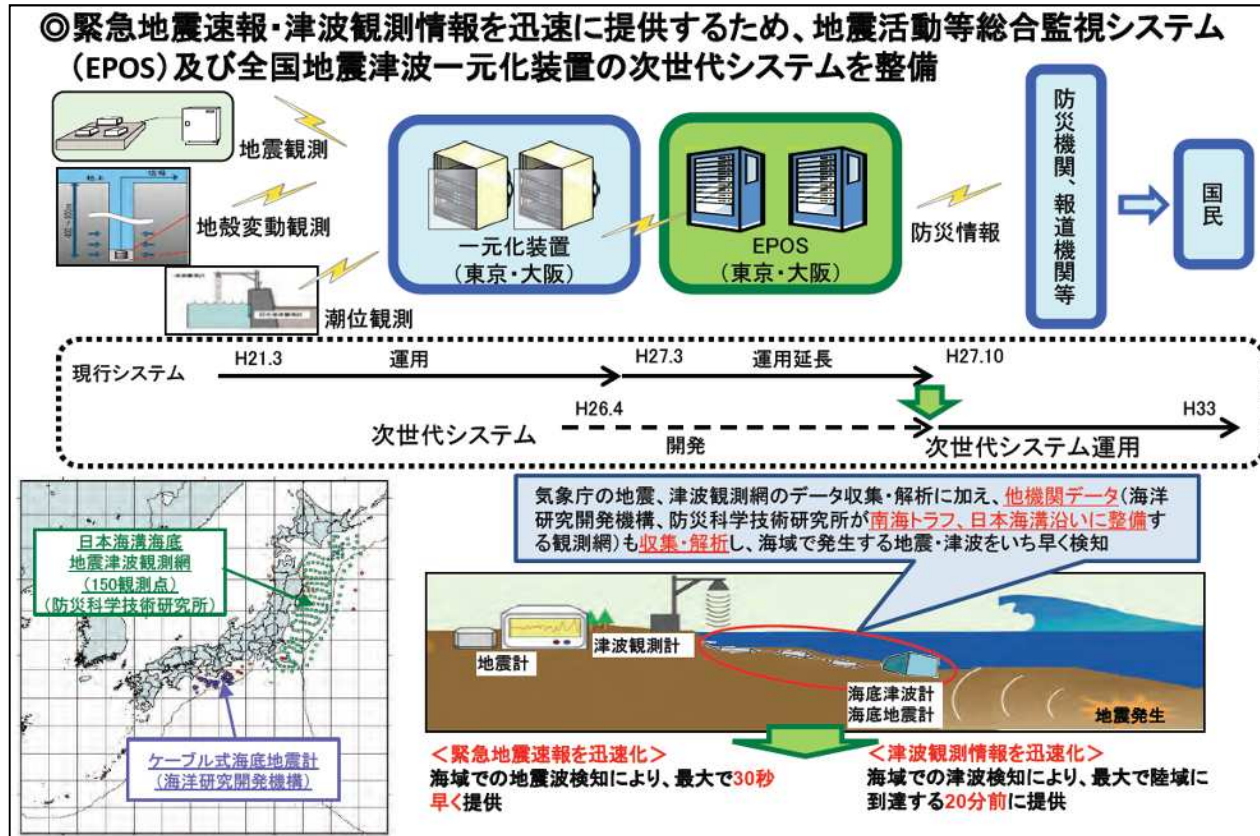 ◎緊急地震速報・津波観測情報を迅速に提供するため、地震活動等総合監視システム
（EPOS）及び全国地震津波一元化装置の次世代システムを整備
地震観測
地殻変動観測
潮位観測
一元化装置
（東京・大阪）
EPOS
（東京・大阪）
防災情報
防災機関、報道機関等
国民
現行システム
H21.3
運用
H27.3
運用延長
H27.10
次世代システム
H26.4
開発
次世代システム運用
H33
気象庁の地震、津波観測網のデータ収集・解析に加え、他機関データ（海洋
研究開発機構、防災科学技術研究所が南海トラフ、日本海溝沿いに整備す
る観測網）も収集・解析し、海域で発生する地震・津波をいち早く検知
日本海溝海底
地震津波観測網
（150観測点）
（防災科学技術研究所）
ケーブル式海底地震計
（海洋研究開発機構）
地震計
津波観測計
海底津波計
海底地震計
地震発生
＜緊急地震速報を迅速化＞
海域での地震波検知により、最大で30秒
早く提供
＜津波観測情報を迅速化＞
海域での津波検知により、最大で陸域に
到達する20分前に提供